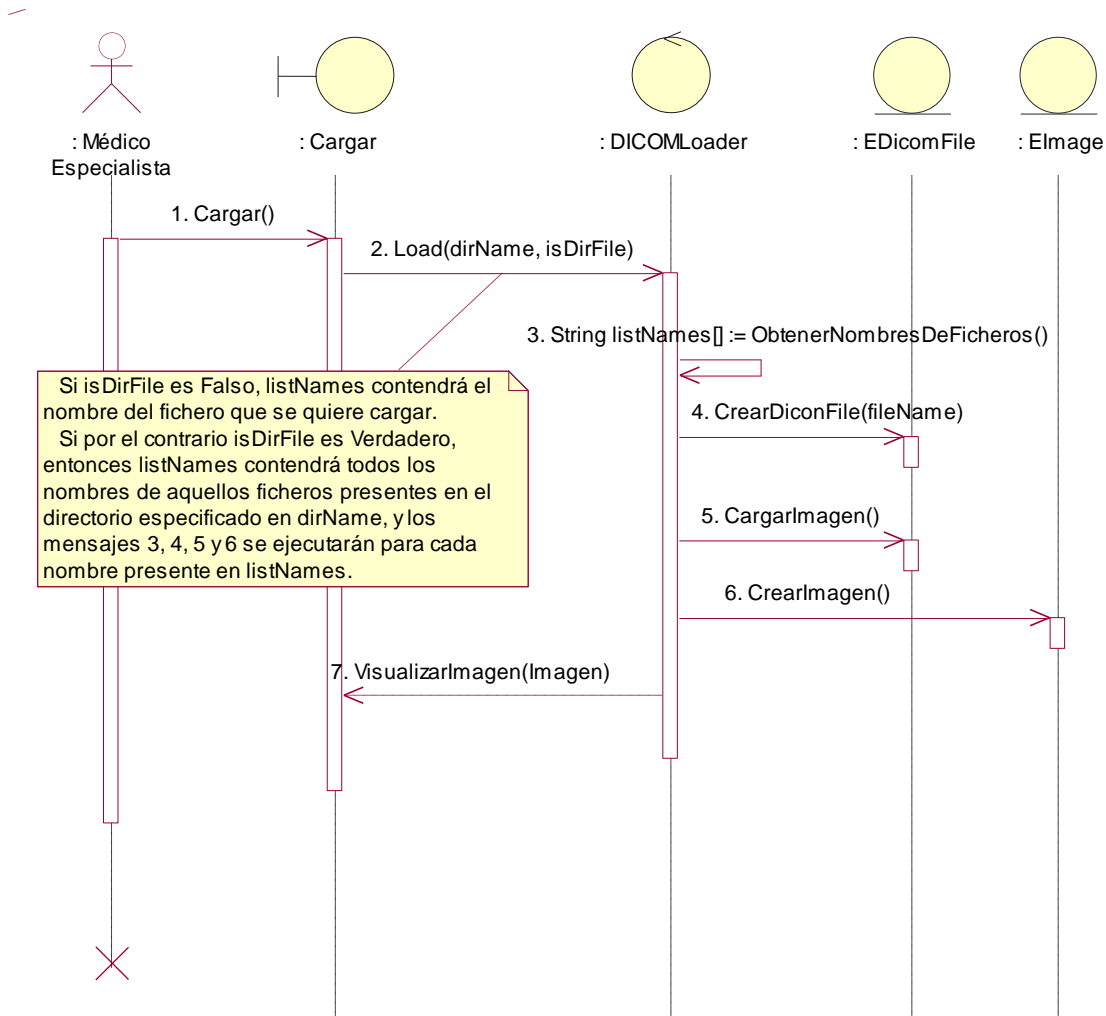 : Médico
Especialista
: Cargar
: DICOMLoader
: EDicomFile
: EImage
1. Cargar()
2. Load(dirName, isDirFile)
3. String listNames[] := ObtenerNombresDeFicheros()
Si isDirFile es Falso, listNames contendrá el
nombre del fichero que se quiere cargar.
Si por el contrario isDirFile es Verdadero,
entonces listNames contendrá todos los
nombres de aquellos ficheros presentes en el
directorio especificado en dirName, y los
mensajes 3, 4, 5 y 6 se ejecutarán para cada
nombre presente en listNames.
4. CrearDiconFile(fileName)
5. CargarImagen()
6. CrearImagen()
7. VisualizarImagen(Imagen)